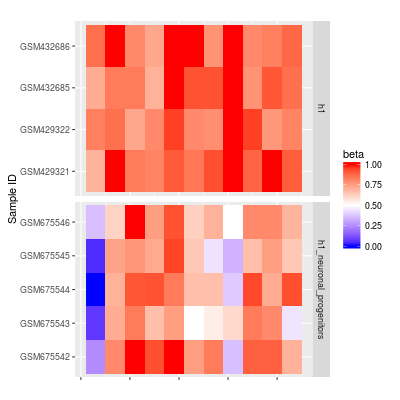 GSM432686
GSM432685
GSM429322
GSM429321
h1
GSM675546
GSM675545
GSM675544
GSM675543
GSM675542
h1_neuronal_progenitors
Sample ID
beta
1.00
0.75
0.50
0.25
0.00